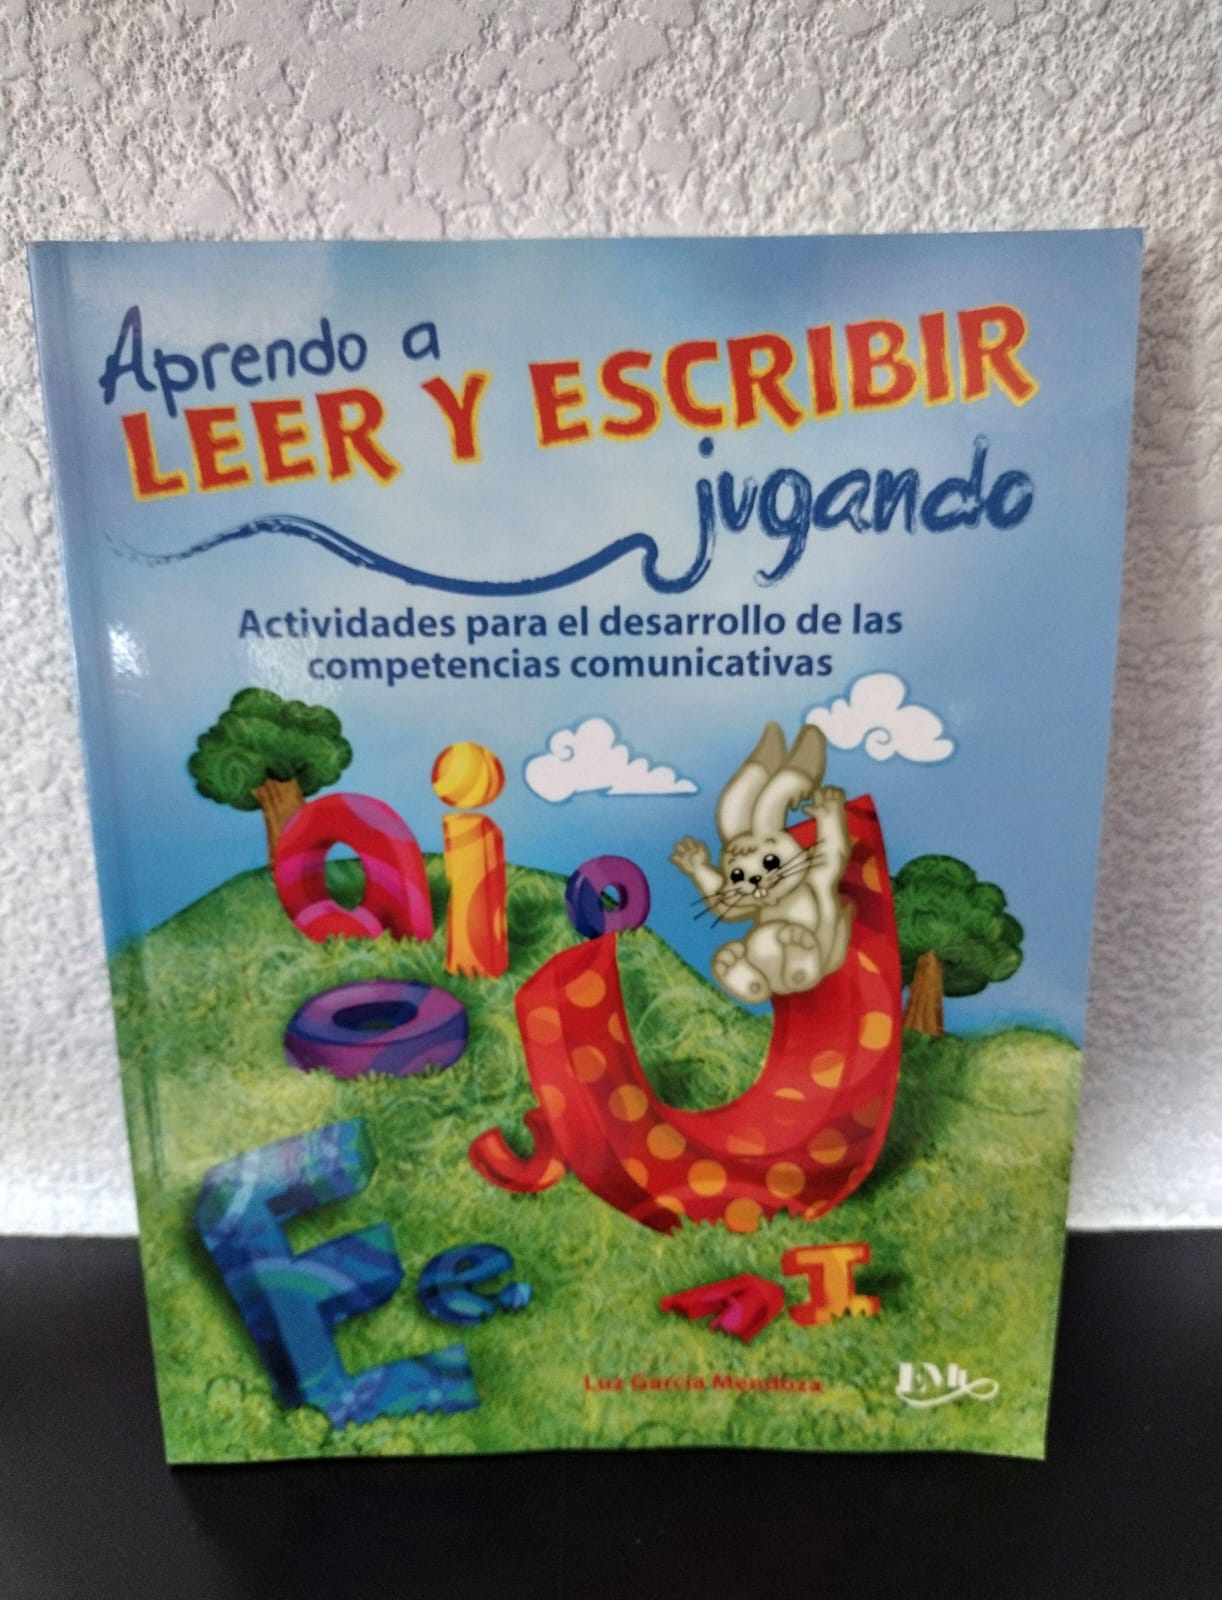 Aprendo a
LEER Y ESCRIBIR
jugando
Actividades para el desarrollo de las
competencias comunicativas
a i o
U
o
u
E e
A I
Luz García Mendoza